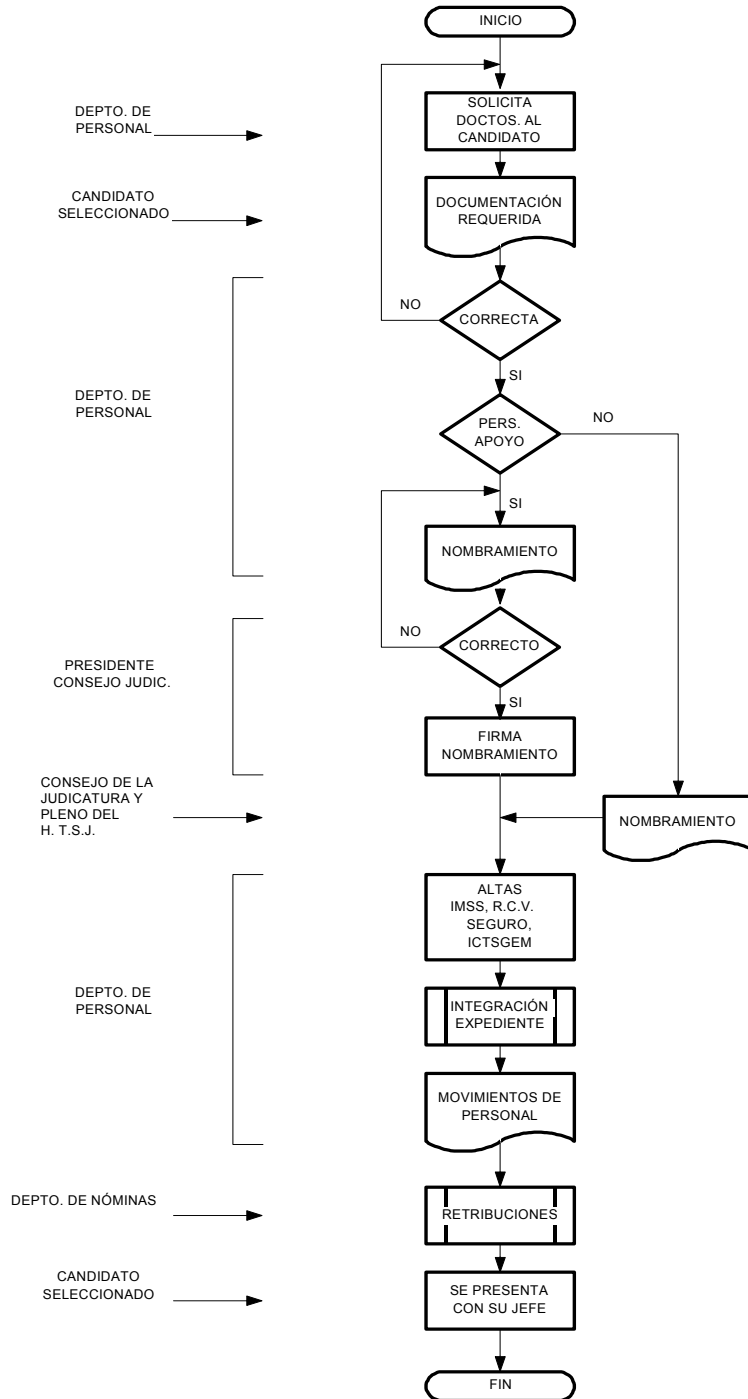 INICIO
DEPTO. DE
PERSONAL
SOLICITA
DOCTOS. AL
CANDIDATO
CANDIDATO
SELECCIONADO
DOCUMENTACIÓN
REQUERIDA
NO
CORRECTA
SI
DEPTO. DE
PERSONAL
PERS.
APOYO
NO
SI
NOMBRAMIENTO
NO
CORRECTO
PRESIDENTE
CONSEJO JUDIC.
SI
FIRMA
NOMBRAMIENTO
CONSEJO DE LA
JUDICATURA Y
PLENO DEL
H. T.S.J.
NOMBRAMIENTO
ALTAS
IMSS, R.C.V.
SEGURO,
ICTSGEM
DEPTO. DE
PERSONAL
INTEGRACIÓN
EXPEDIENTE
MOVIMIENTOS DE
PERSONAL
DEPTO. DE NÓMINAS
RETRIBUCIONES
CANDIDATO
SELECCIONADO
SE PRESENTA
CON SU JEFE
FIN